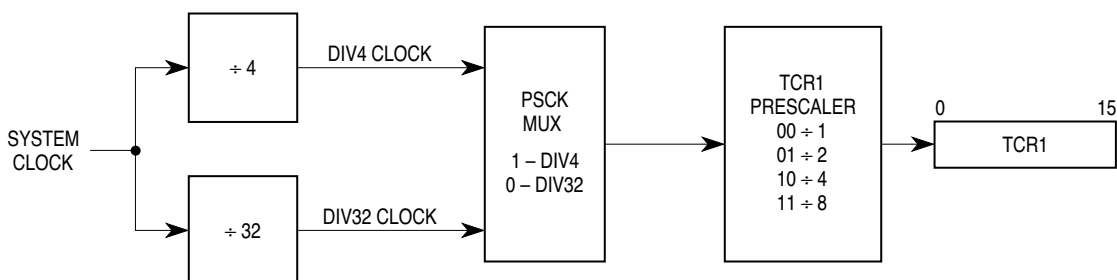 SYSTEM
CLOCK
÷ 4
DIV4 CLOCK
÷ 32
DIV32 CLOCK
PSCK
MUX
1 – DIV4
0 – DIV32
TCR1
PRESCALER
00 ÷ 1
01 ÷ 2
10 ÷ 4
11 ÷ 8
0 15
TCR1